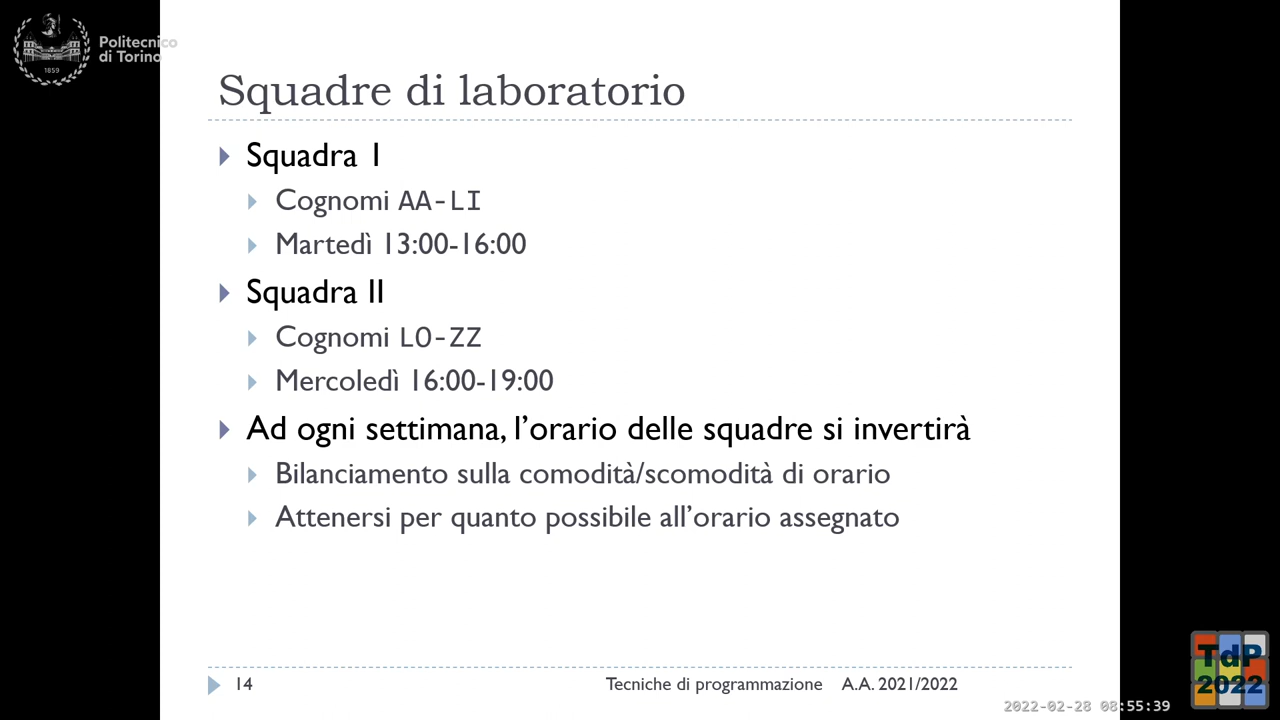 Politecnico
di Torino
1859
Squadre di laboratorio
Squadra I
Cognomi AA-LI
Martedì 13:00-16:00
Squadra II
Cognomi LO-ZZ
Mercoledì 16:00-19:00
Ad ogni settimana, l’orario delle squadre si invertirà
Bilanciamento sulla comodità/scomodità di orario
Attenersi per quanto possibile all’orario assegnato
14
Tecniche di programmazione A.A. 2021/2022
2022-02-28 08:55:39
TdP
2022